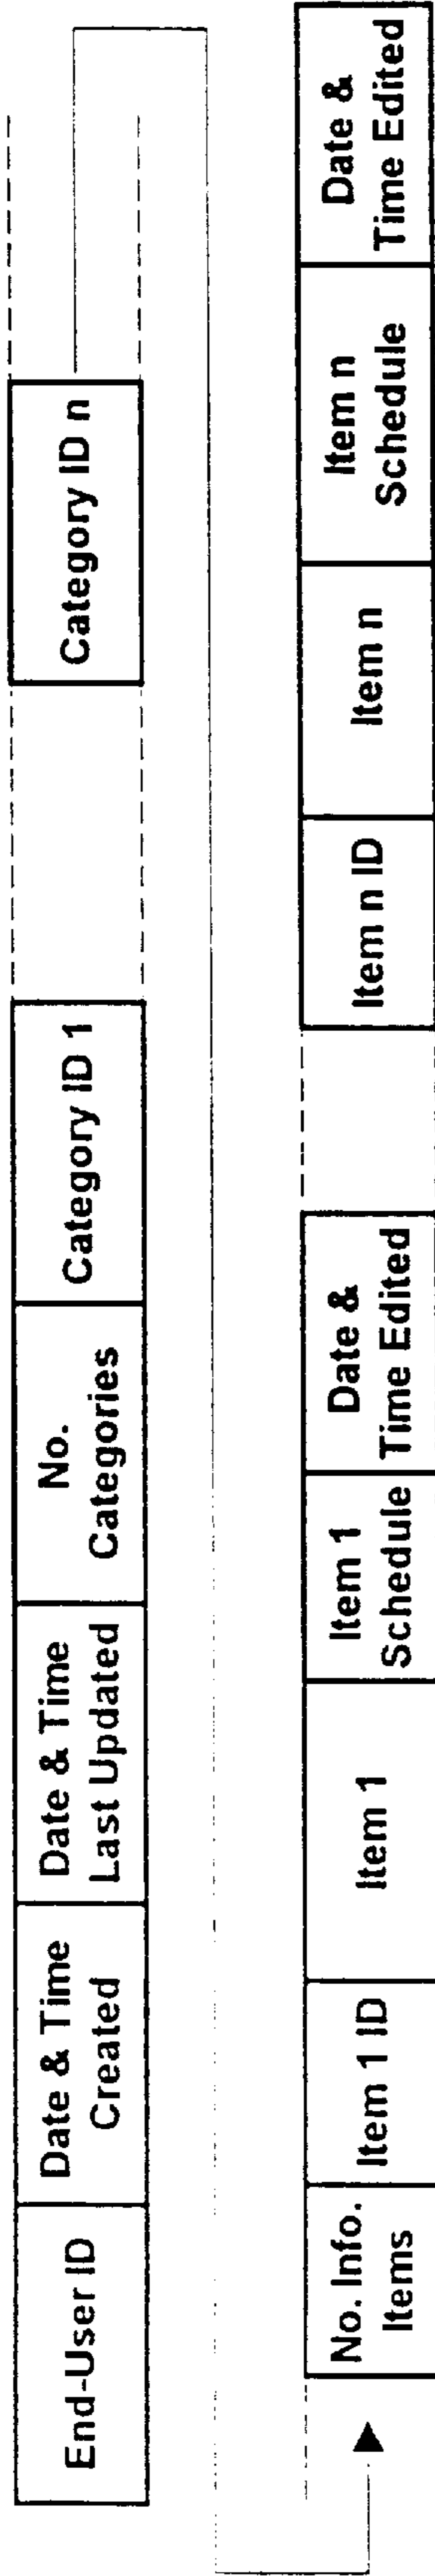 End-User ID
Date & Time
Created
Date & Time
Last Updated
No.
Categories
Category ID 1
Category ID n
No. Info.
Items
Item 1 ID
Item 1
Item 1
Schedule
Date &
Time Edited
Item n ID
Item n
Item n
Schedule
Date &
Time Edited